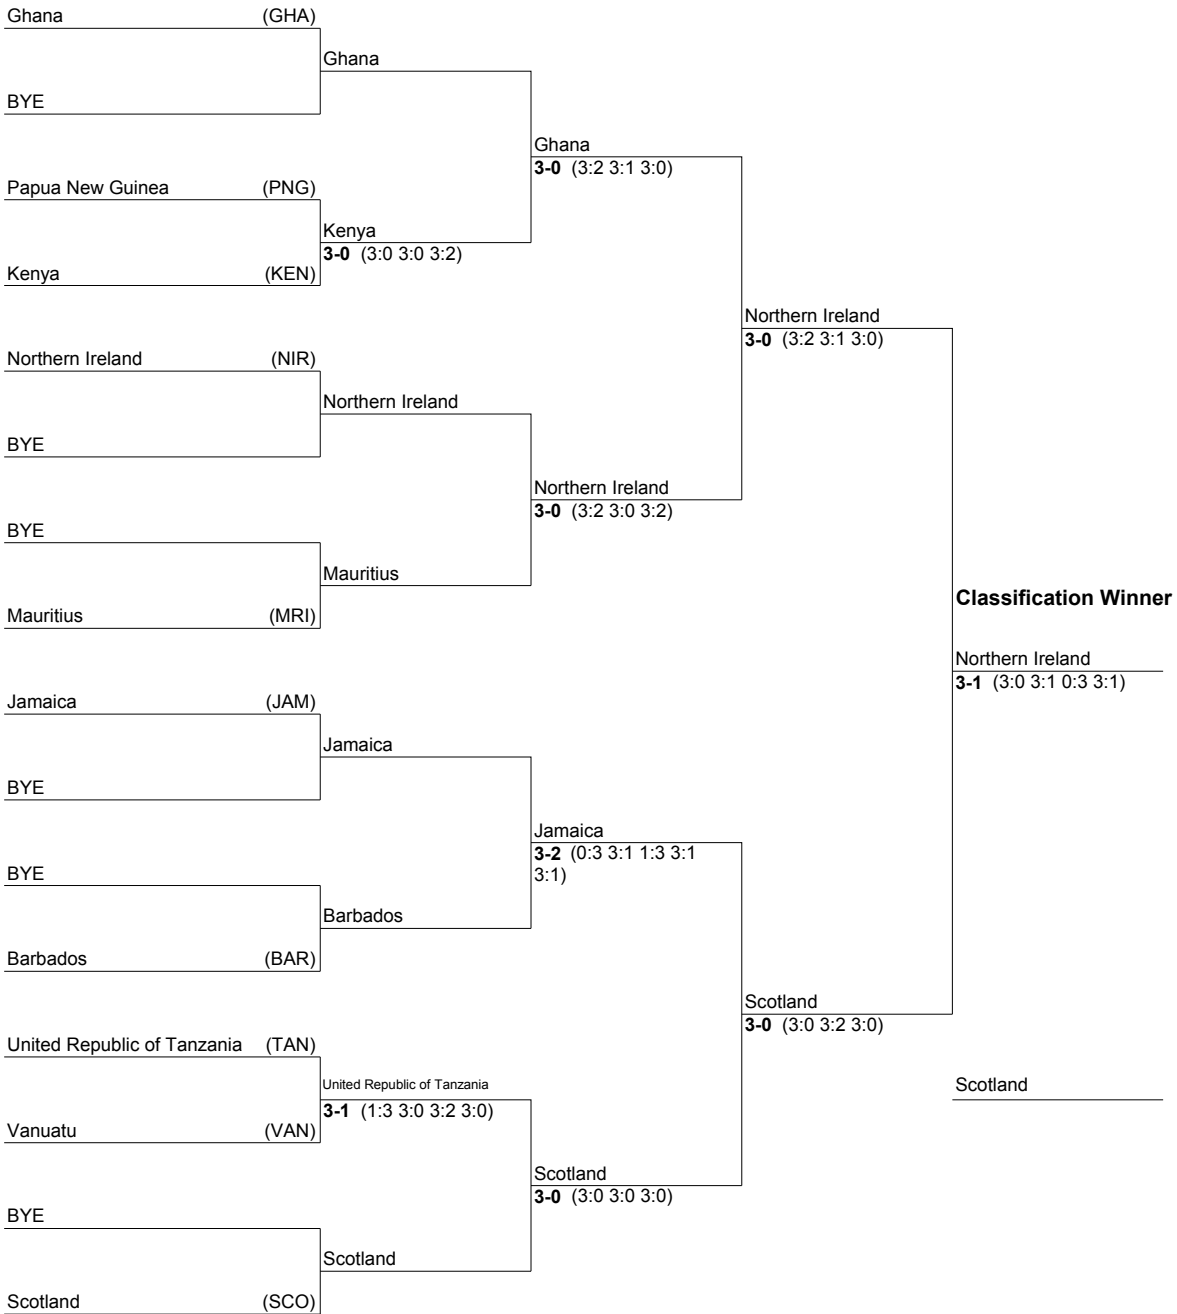 Ghana (GHA)
Ghana
BYE
Ghana
3-0 (3:2 3:1 3:0)
Papua New Guinea (PNG)
Kenya
3-0 (3:0 3:0 3:2)
Kenya (KEN)
Northern Ireland
3-0 (3:2 3:1 3:0)
Northern Ireland (NIR)
Northern Ireland
BYE
Northern Ireland
3-0 (3:2 3:0 3:2)
BYE
Mauritius
Mauritius (MRI)
Classification Winner
Northern Ireland
3-1 (3:0 3:1 0:3 3:1)
Jamaica (JAM)
Jamaica
BYE
Jamaica
3-2 (0:3 3:1 1:3 3:1
3:1)
BYE
Barbados
Barbados (BAR)
Scotland
3-0 (3:0 3:2 3:0)
United Republic of Tanzania (TAN)
United Republic of Tanzania
3-1 (1:3 3:0 3:2 3:0)
Scotland
Vanuatu (VAN)
Scotland
3-0 (3:0 3:0 3:0)
BYE
Scotland
Scotland (SCO)